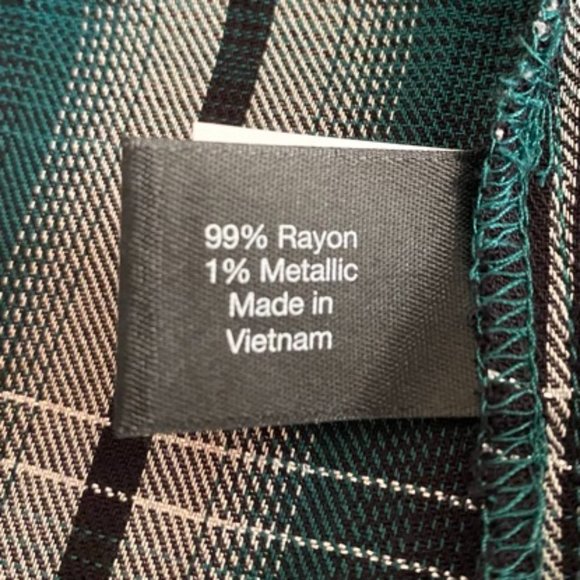 99% Rayon
1% Metallic
Made in
Vietnam